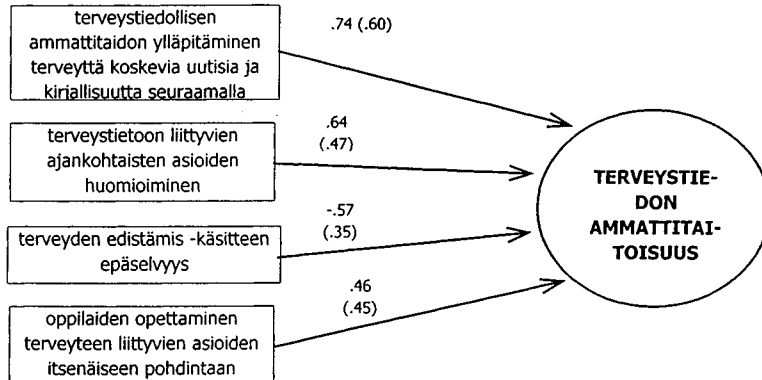 terveystiedollisen
ammattitaidon ylläpitäminen
terveyttä koskevia uutisia ja
kirjallisuutta seuraamalla
.74 (.60)
terveystietoon liittyvien
ajankohtaisten asioiden
huomioiminen
.64
(.47)
terveyden edistämis -käsitteen
epäselvyys
-.57
(.35)
oppilaiden opettaminen
terveyteen liittyvien asioiden
itsenäiseen pohdintaan
.46
(.45)
TERVEYSTIE-
DON
AMMATTITAI-
TOISUUS